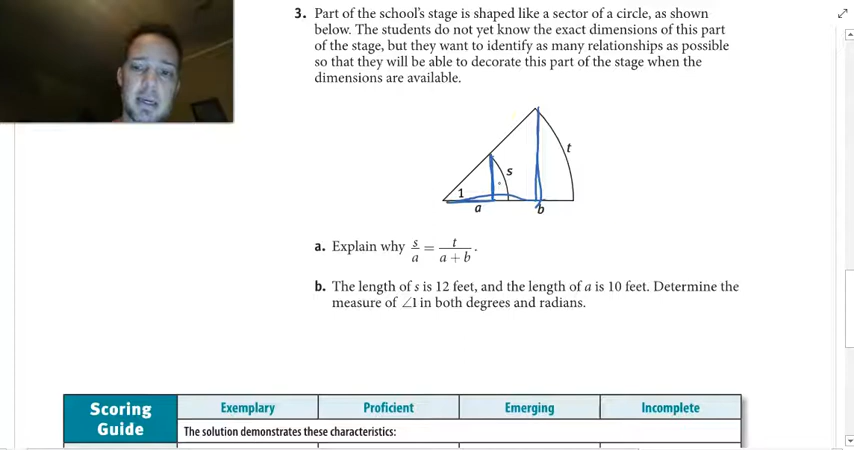 3. Part of the school's stage is shaped like a sector of a circle, as shown
below. The students do not yet know the exact dimensions of this part
of the stage, but they want to identify as many relationships as possible
so that they will be able to decorate this part of the stage when the
dimensions are available.
t
s
1
a
b
a. Explain why s/a = t/(a + b).
b. The length of s is 12 feet, and the length of a is 10 feet. Determine the
measure of ∠1 in both degrees and radians.
Scoring Guide
Exemplary Proficient Emerging Incomplete
The solution demonstrates these characteristics: